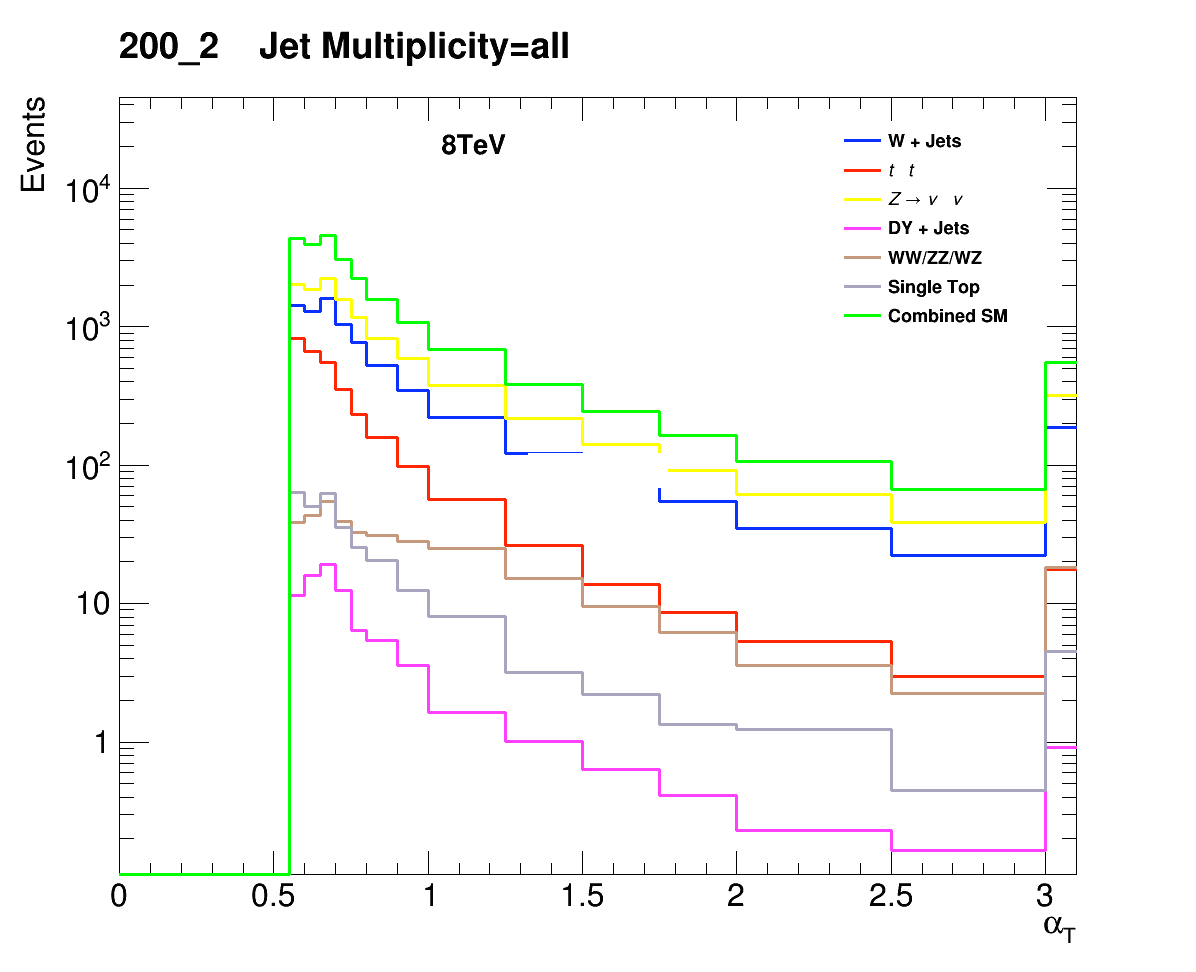 200_2 Jet Multiplicity=all
Events
8TeV
W + Jets
t t
Z → ν ν
DY + Jets
WW/ZZ/WZ
Single Top
Combined SM
10⁴
10³
10²
10
1
0 0.5 1 1.5 2 2.5 3
α_T